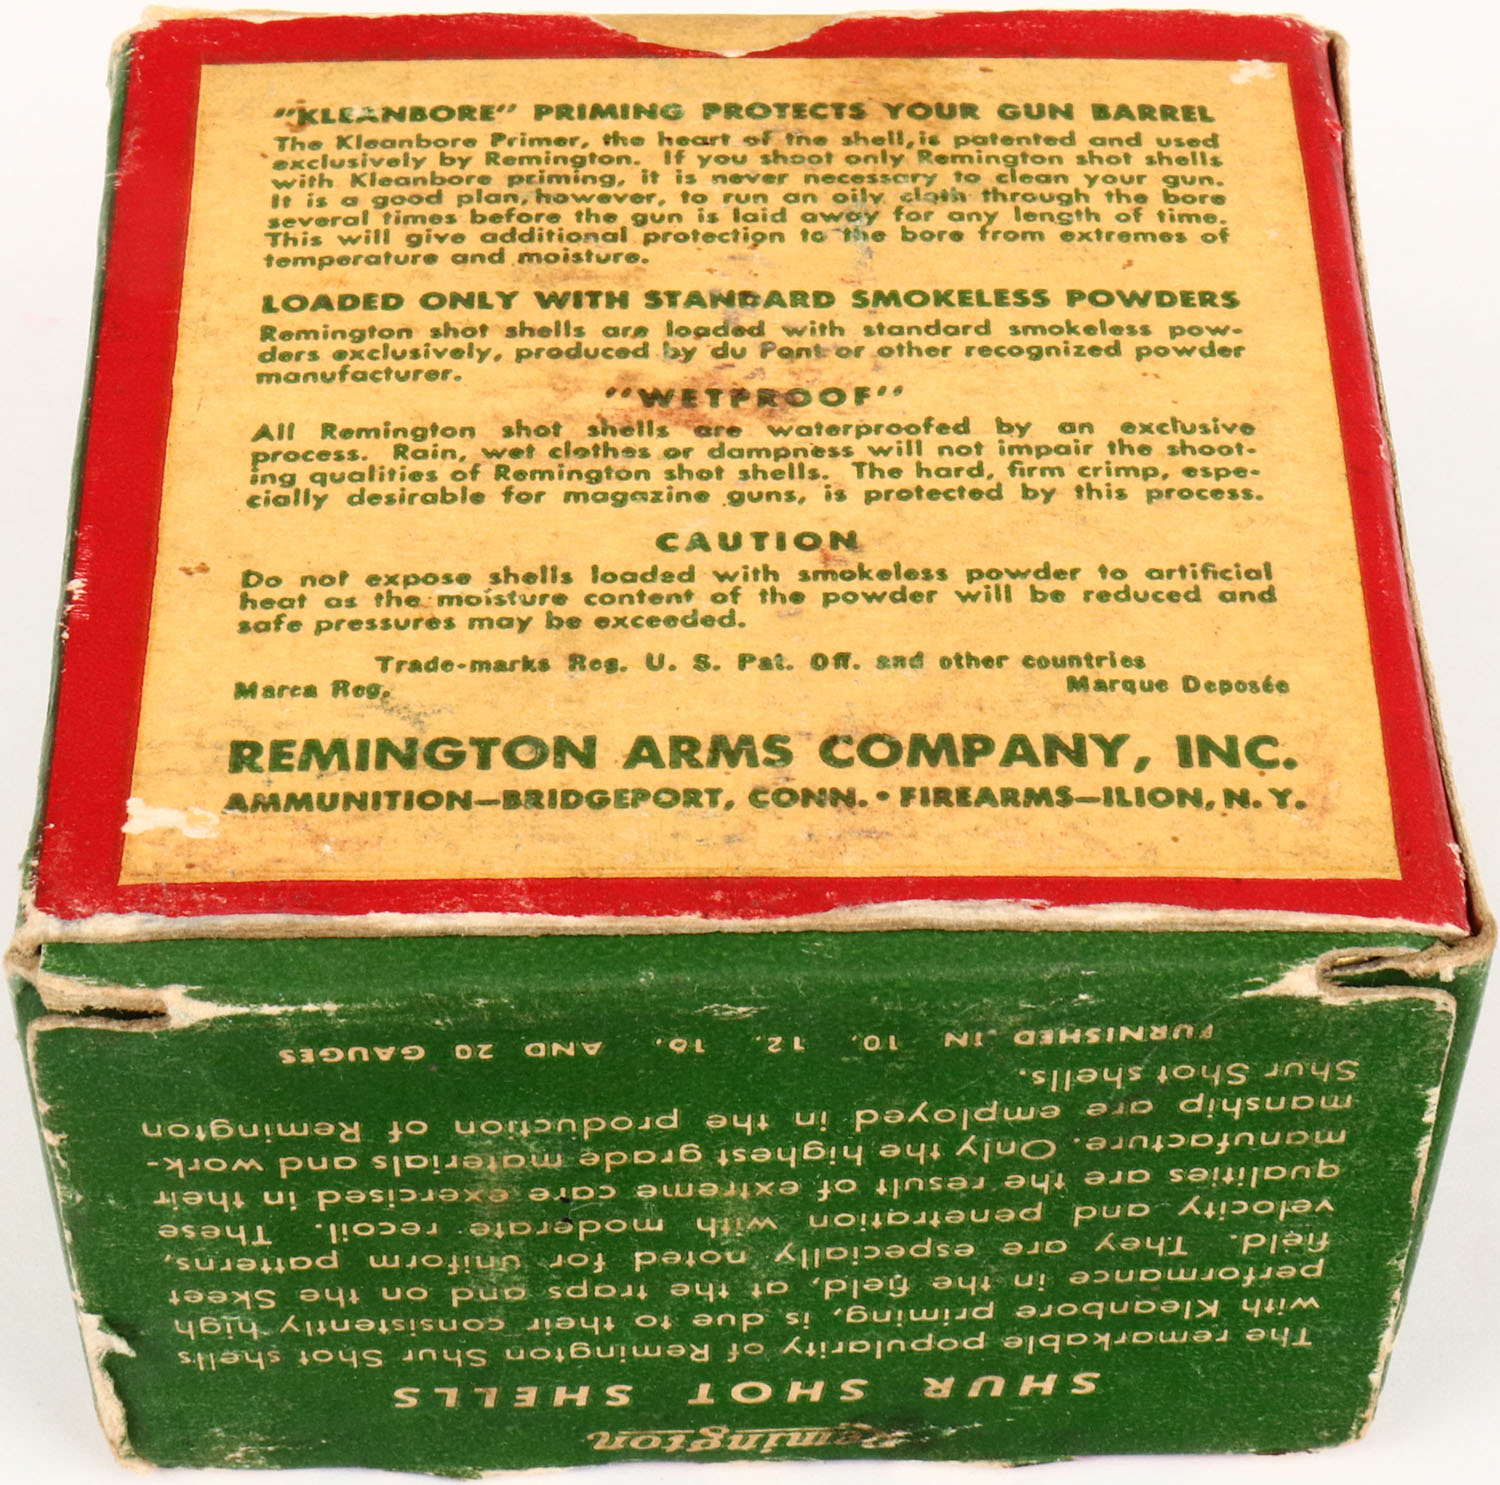 "KLEANBORE" PRIMING PROTECTS YOUR GUN BARREL
The Kleanbore Primer, the heart of the shell, is patented and used
exclusively by Remington. If you shoot only Remington shot shells
with Kleanbore priming, it is never necessary to clean your gun.
It is a good plan, however, to run an oily cloth through the bore
several times before the gun is laid away for any length of time.
This will give additional protection to the bore from extremes of
temperature and moisture.
LOADED ONLY WITH STANDARD SMOKELESS POWDERS
Remington shot shells are loaded with standard smokeless pow-
ders exclusively, produced by du Pont or other recognized powder
manufacturer.
"WETPROOF"
All Remington shot shells are waterproofed by an exclusive
process. Rain, wet clothes or dampness will not impair the shoot-
ing qualities of Remington shot shells. The hard, firm crimp, espe-
cially desirable for magazine guns, is protected by this process.
CAUTION
Do not expose shells loaded with smokeless powder to artificial
heat as the moisture content of the powder will be reduced and
safe pressures may be exceeded.
Trade-marks Reg. U. S. Pat. Off. and other countries
Marca Reg. Marque Deposée
REMINGTON ARMS COMPANY, INC.
AMMUNITION—BRIDGEPORT, CONN. • FIREARMS—ILION, N. Y.
Remington
SHUR SHOT SHELLS
The remarkable popularity of Remington Shur Shot shells
with Kleanbore priming, is due to their consistently high
performance in the field, at the traps and on the Skeet
field. They are especially noted for uniform patterns,
velocity and penetration with moderate recoil. These
qualities are the result of extreme care exercised in their
manufacture. Only the highest grade materials and work-
manship are employed in the production of Remington
Shur Shot shells.
FURNISHED IN 10, 12, 16, AND 20 GAUGES